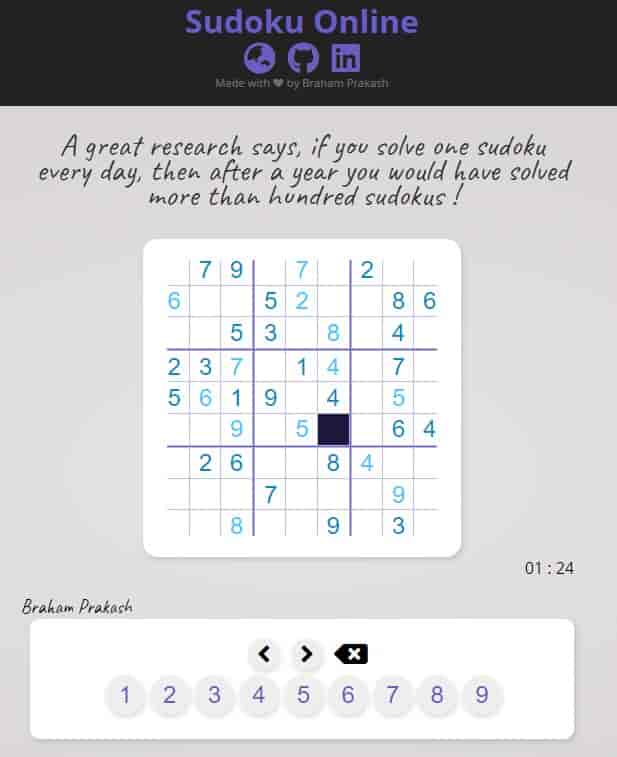 Sudoku Online
Made with ❤ by Braham Prakash
A great research says, if you solve one sudoku
every day, then after a year you would have solved
more than hundred sudokus !
7 9 7 2
6 5 2 8 6
5 3 8 4
2 3 7 1 4 7
5 6 1 9 4 5
9 5 6 4
2 6 8 4
7 9
8 9 3
01 : 24
Braham Prakash
1 2 3 4 5 6 7 8 9